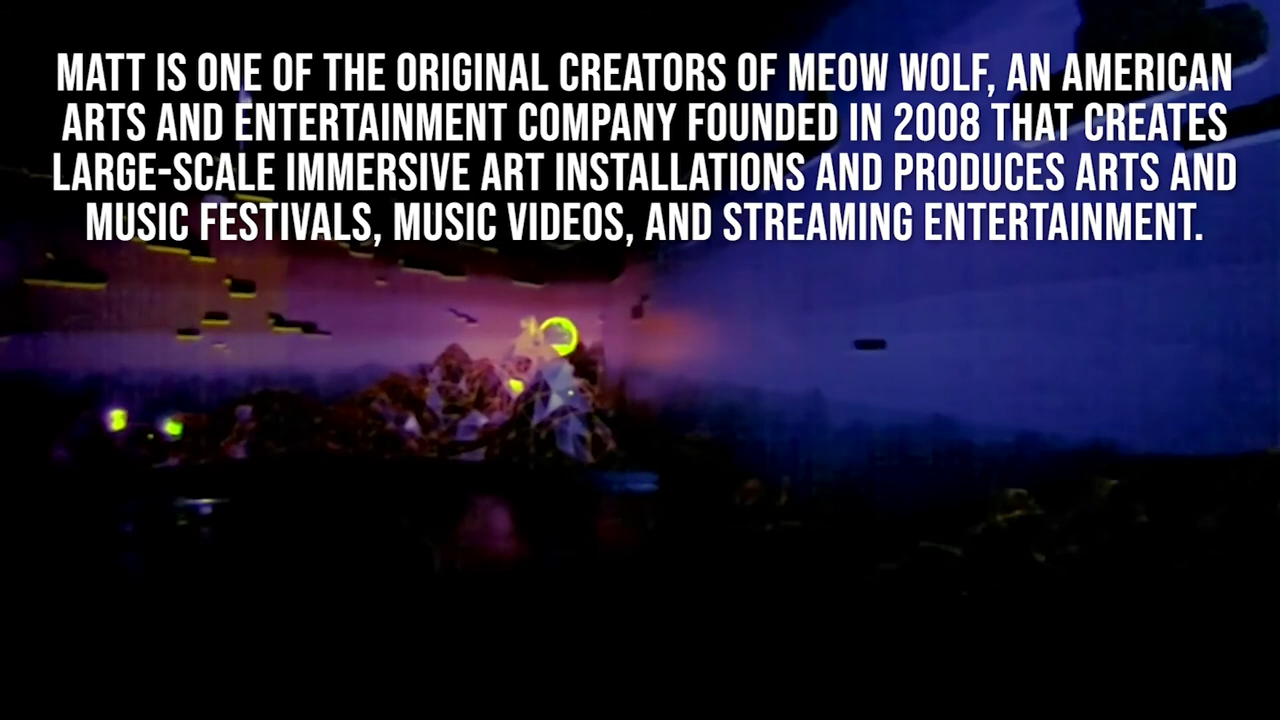 MATT IS ONE OF THE ORIGINAL CREATORS OF MEOW WOLF, AN AMERICAN
ARTS AND ENTERTAINMENT COMPANY FOUNDED IN 2008 THAT CREATES
LARGE-SCALE IMMERSIVE ART INSTALLATIONS AND PRODUCES ARTS AND
MUSIC FESTIVALS, MUSIC VIDEOS, AND STREAMING ENTERTAINMENT.